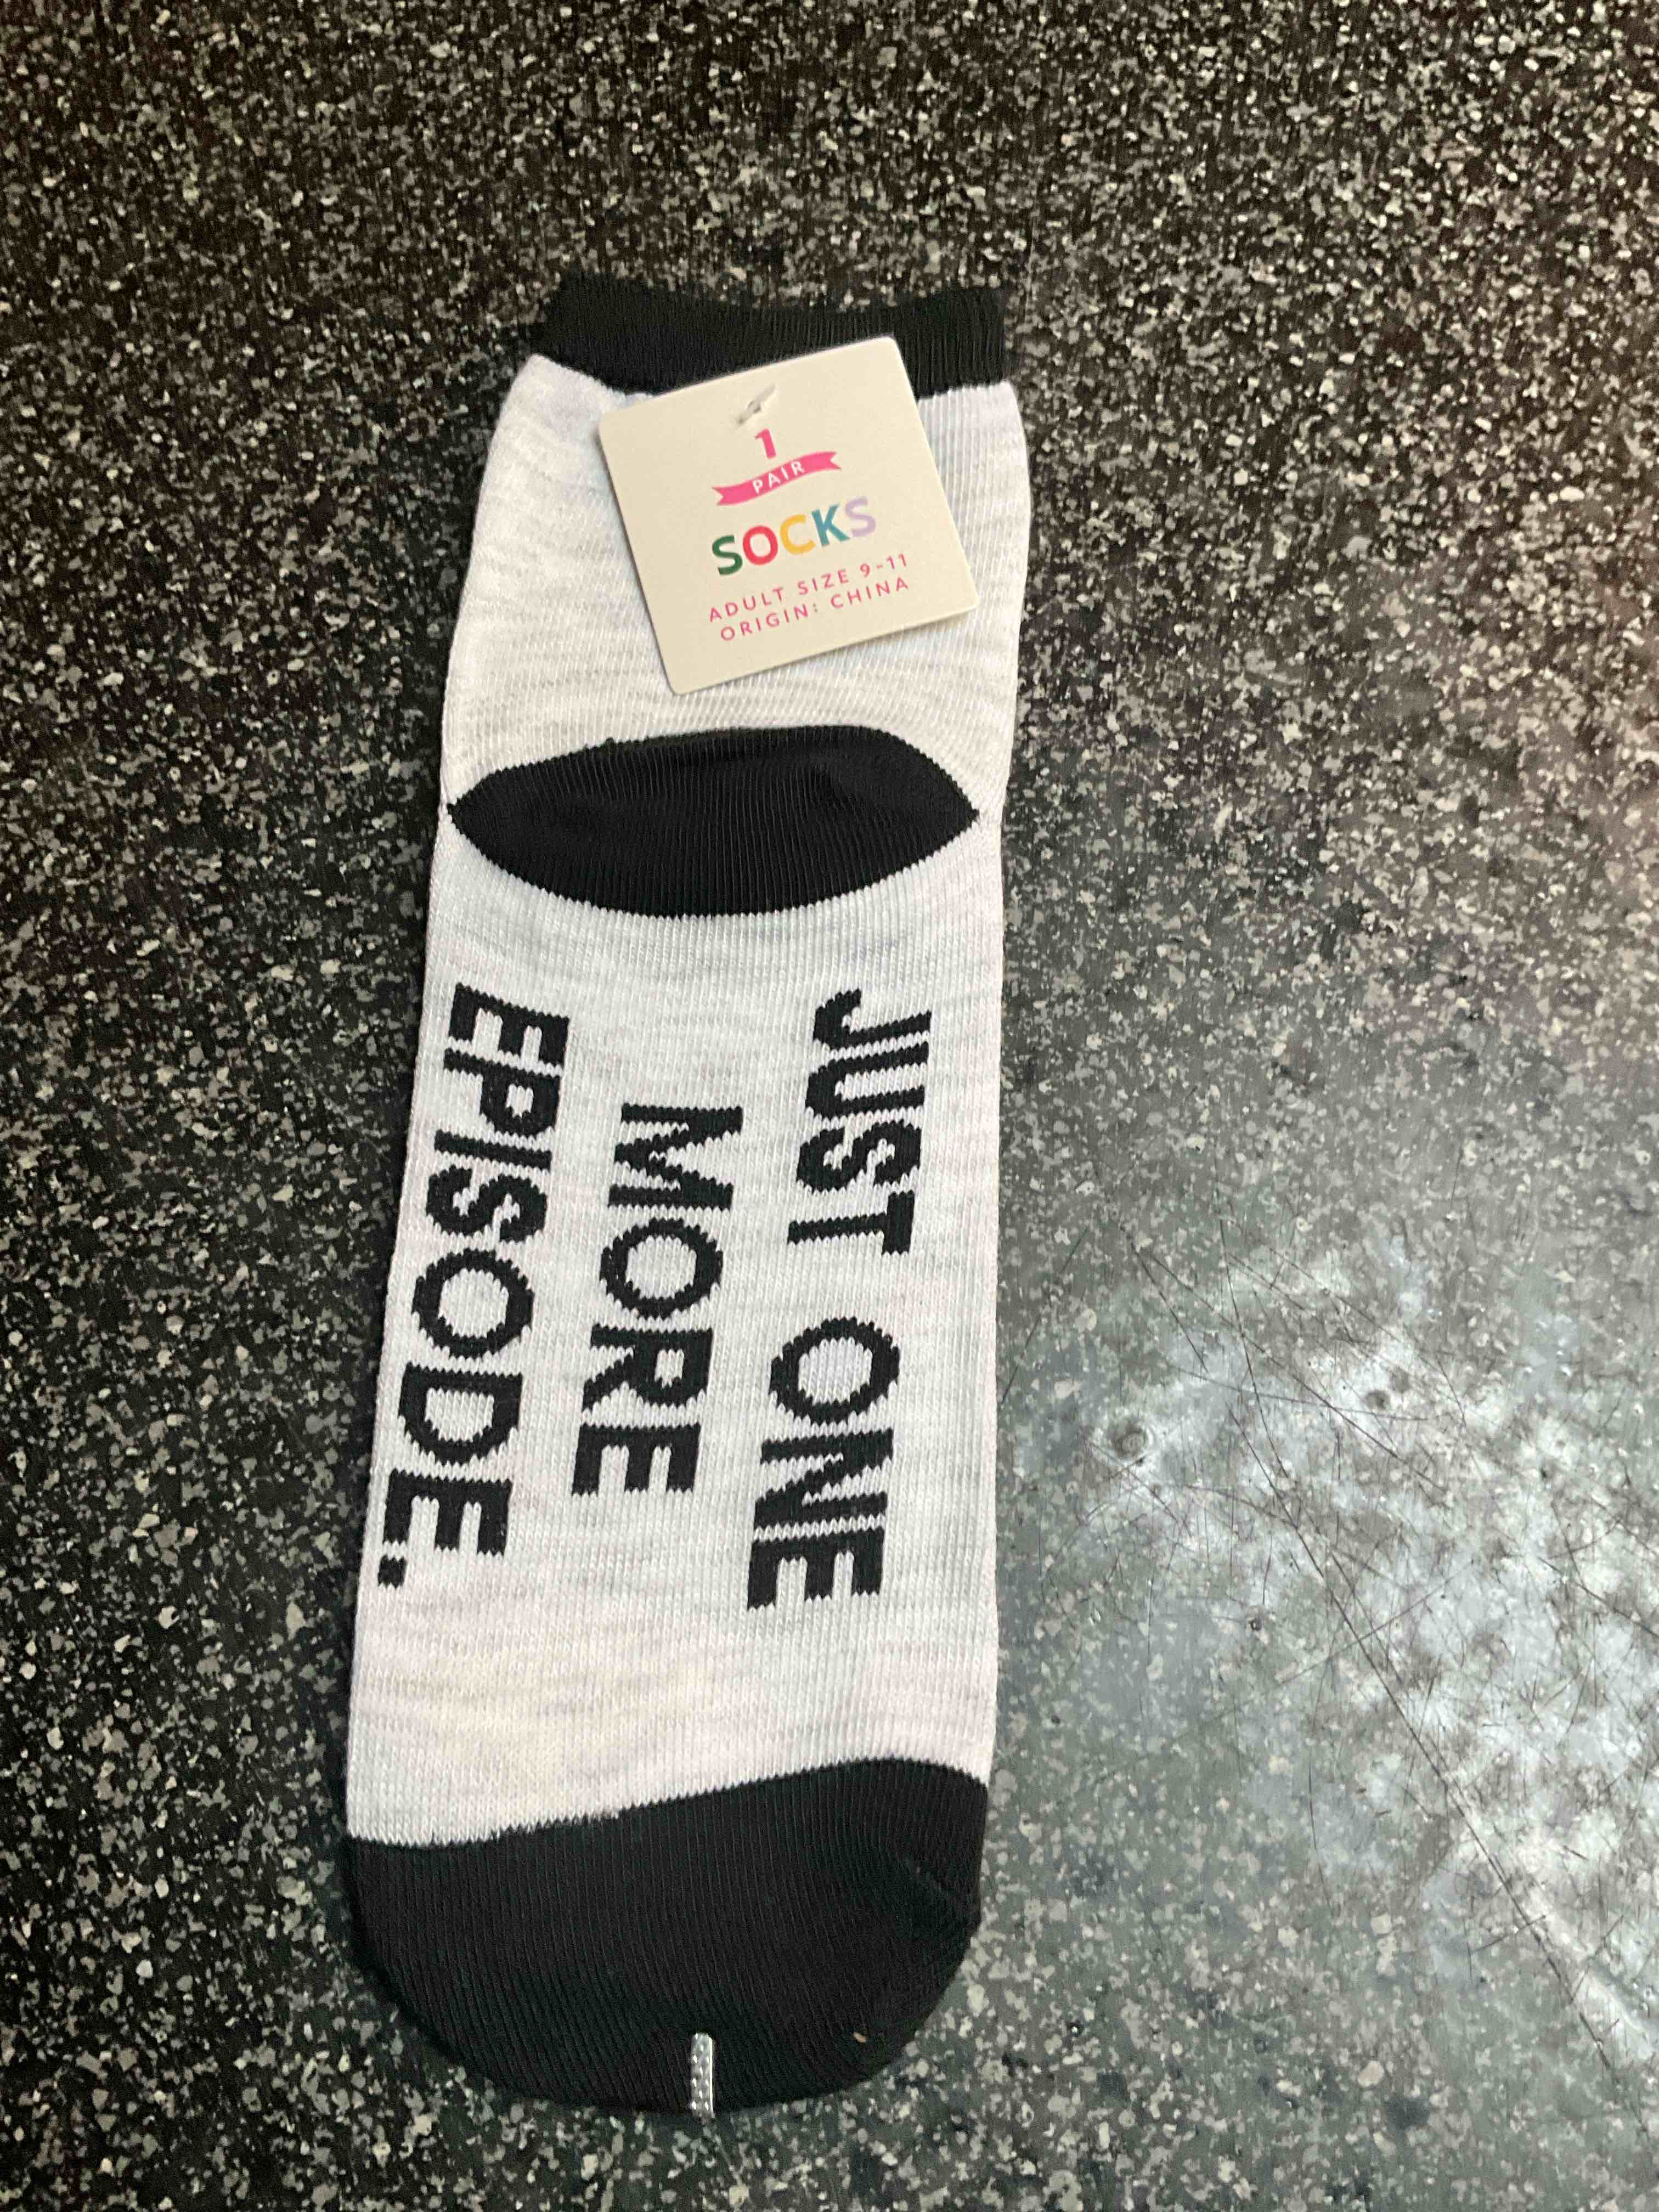 1
PAIR
SOCKS
ADULT SIZE 9-11
ORIGIN: CHINA
JUST ONE
MORE
EPISODE.